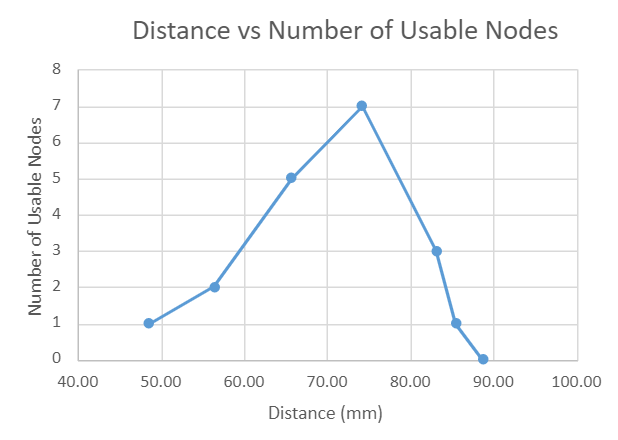 Distance vs Number of Usable Nodes
8
7
6
5
4
3
2
1
0
Number of Usable Nodes
40.00 50.00 60.00 70.00 80.00 90.00 100.00
Distance (mm)